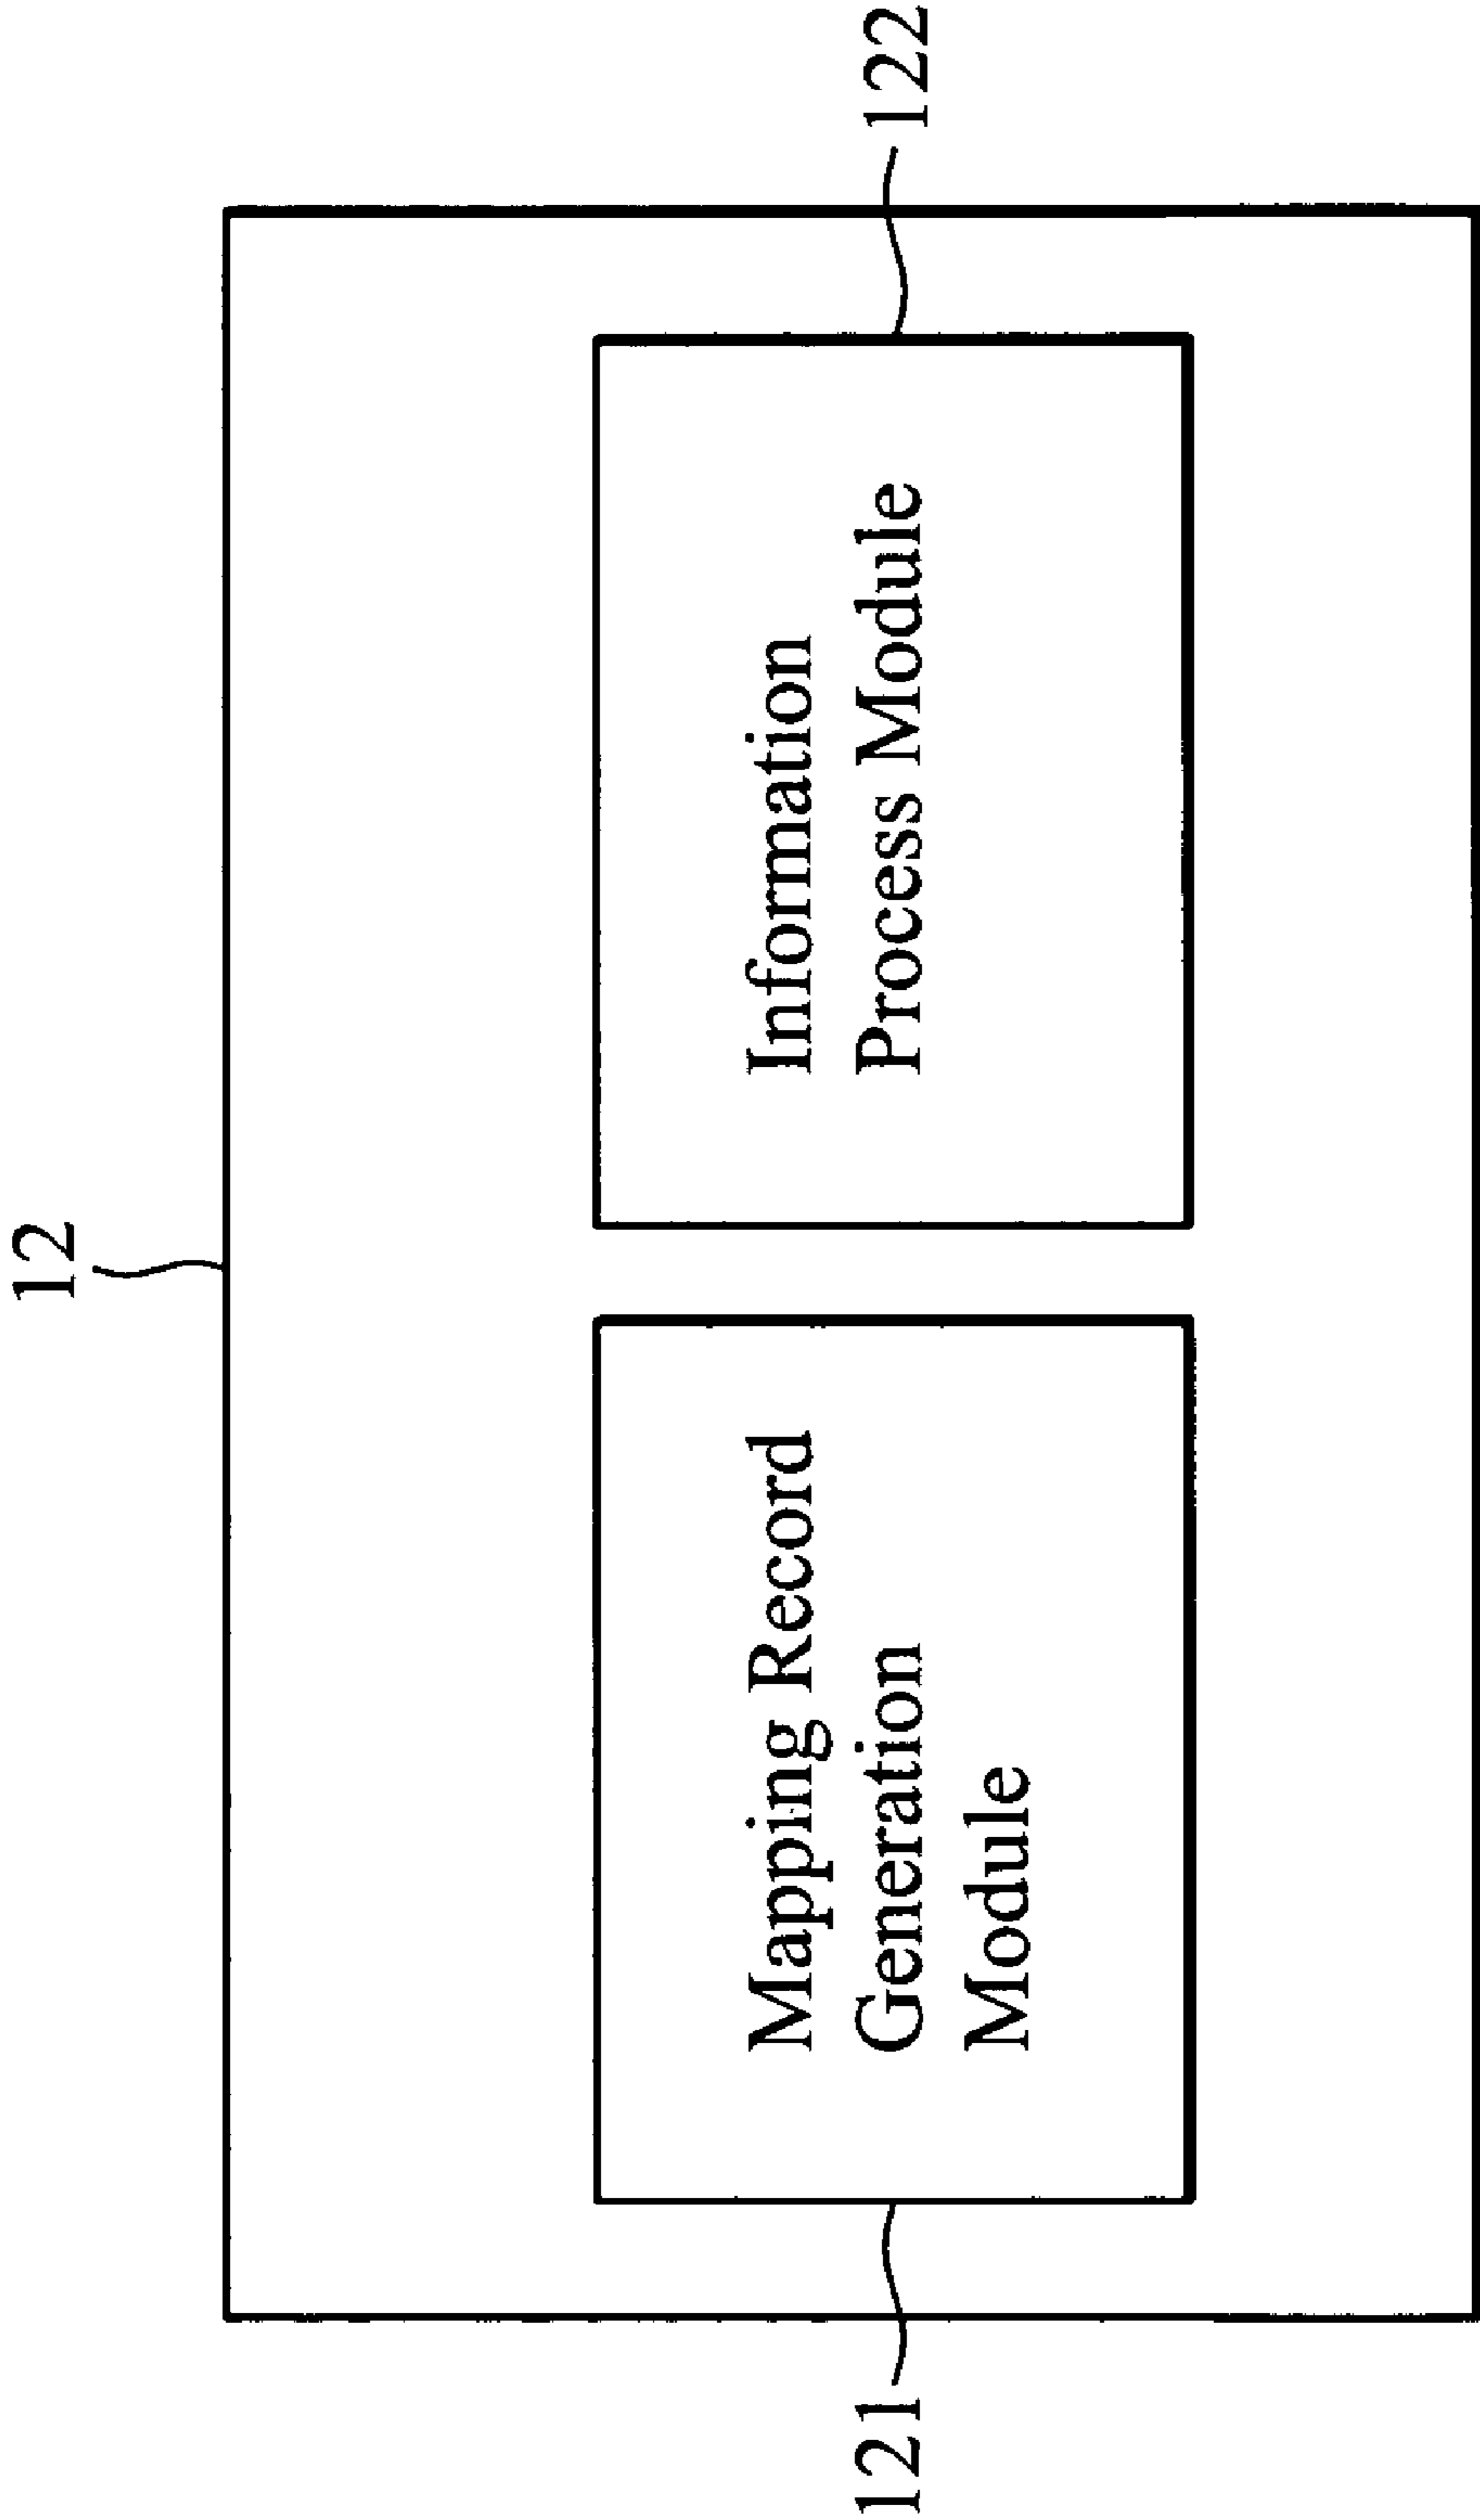 12
Mapping Record
Generation
Module
Information
Process Module
121
122